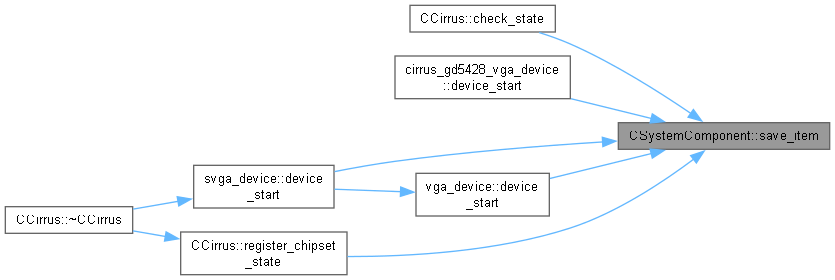 CCirrus::check_state
cirrus_gd5428_vga_device
::device_start
CSystemComponent::save_item
svga_device::device
_start
vga_device::device
_start
CCirrus::~CCirrus
CCirrus::register_chipset
_state